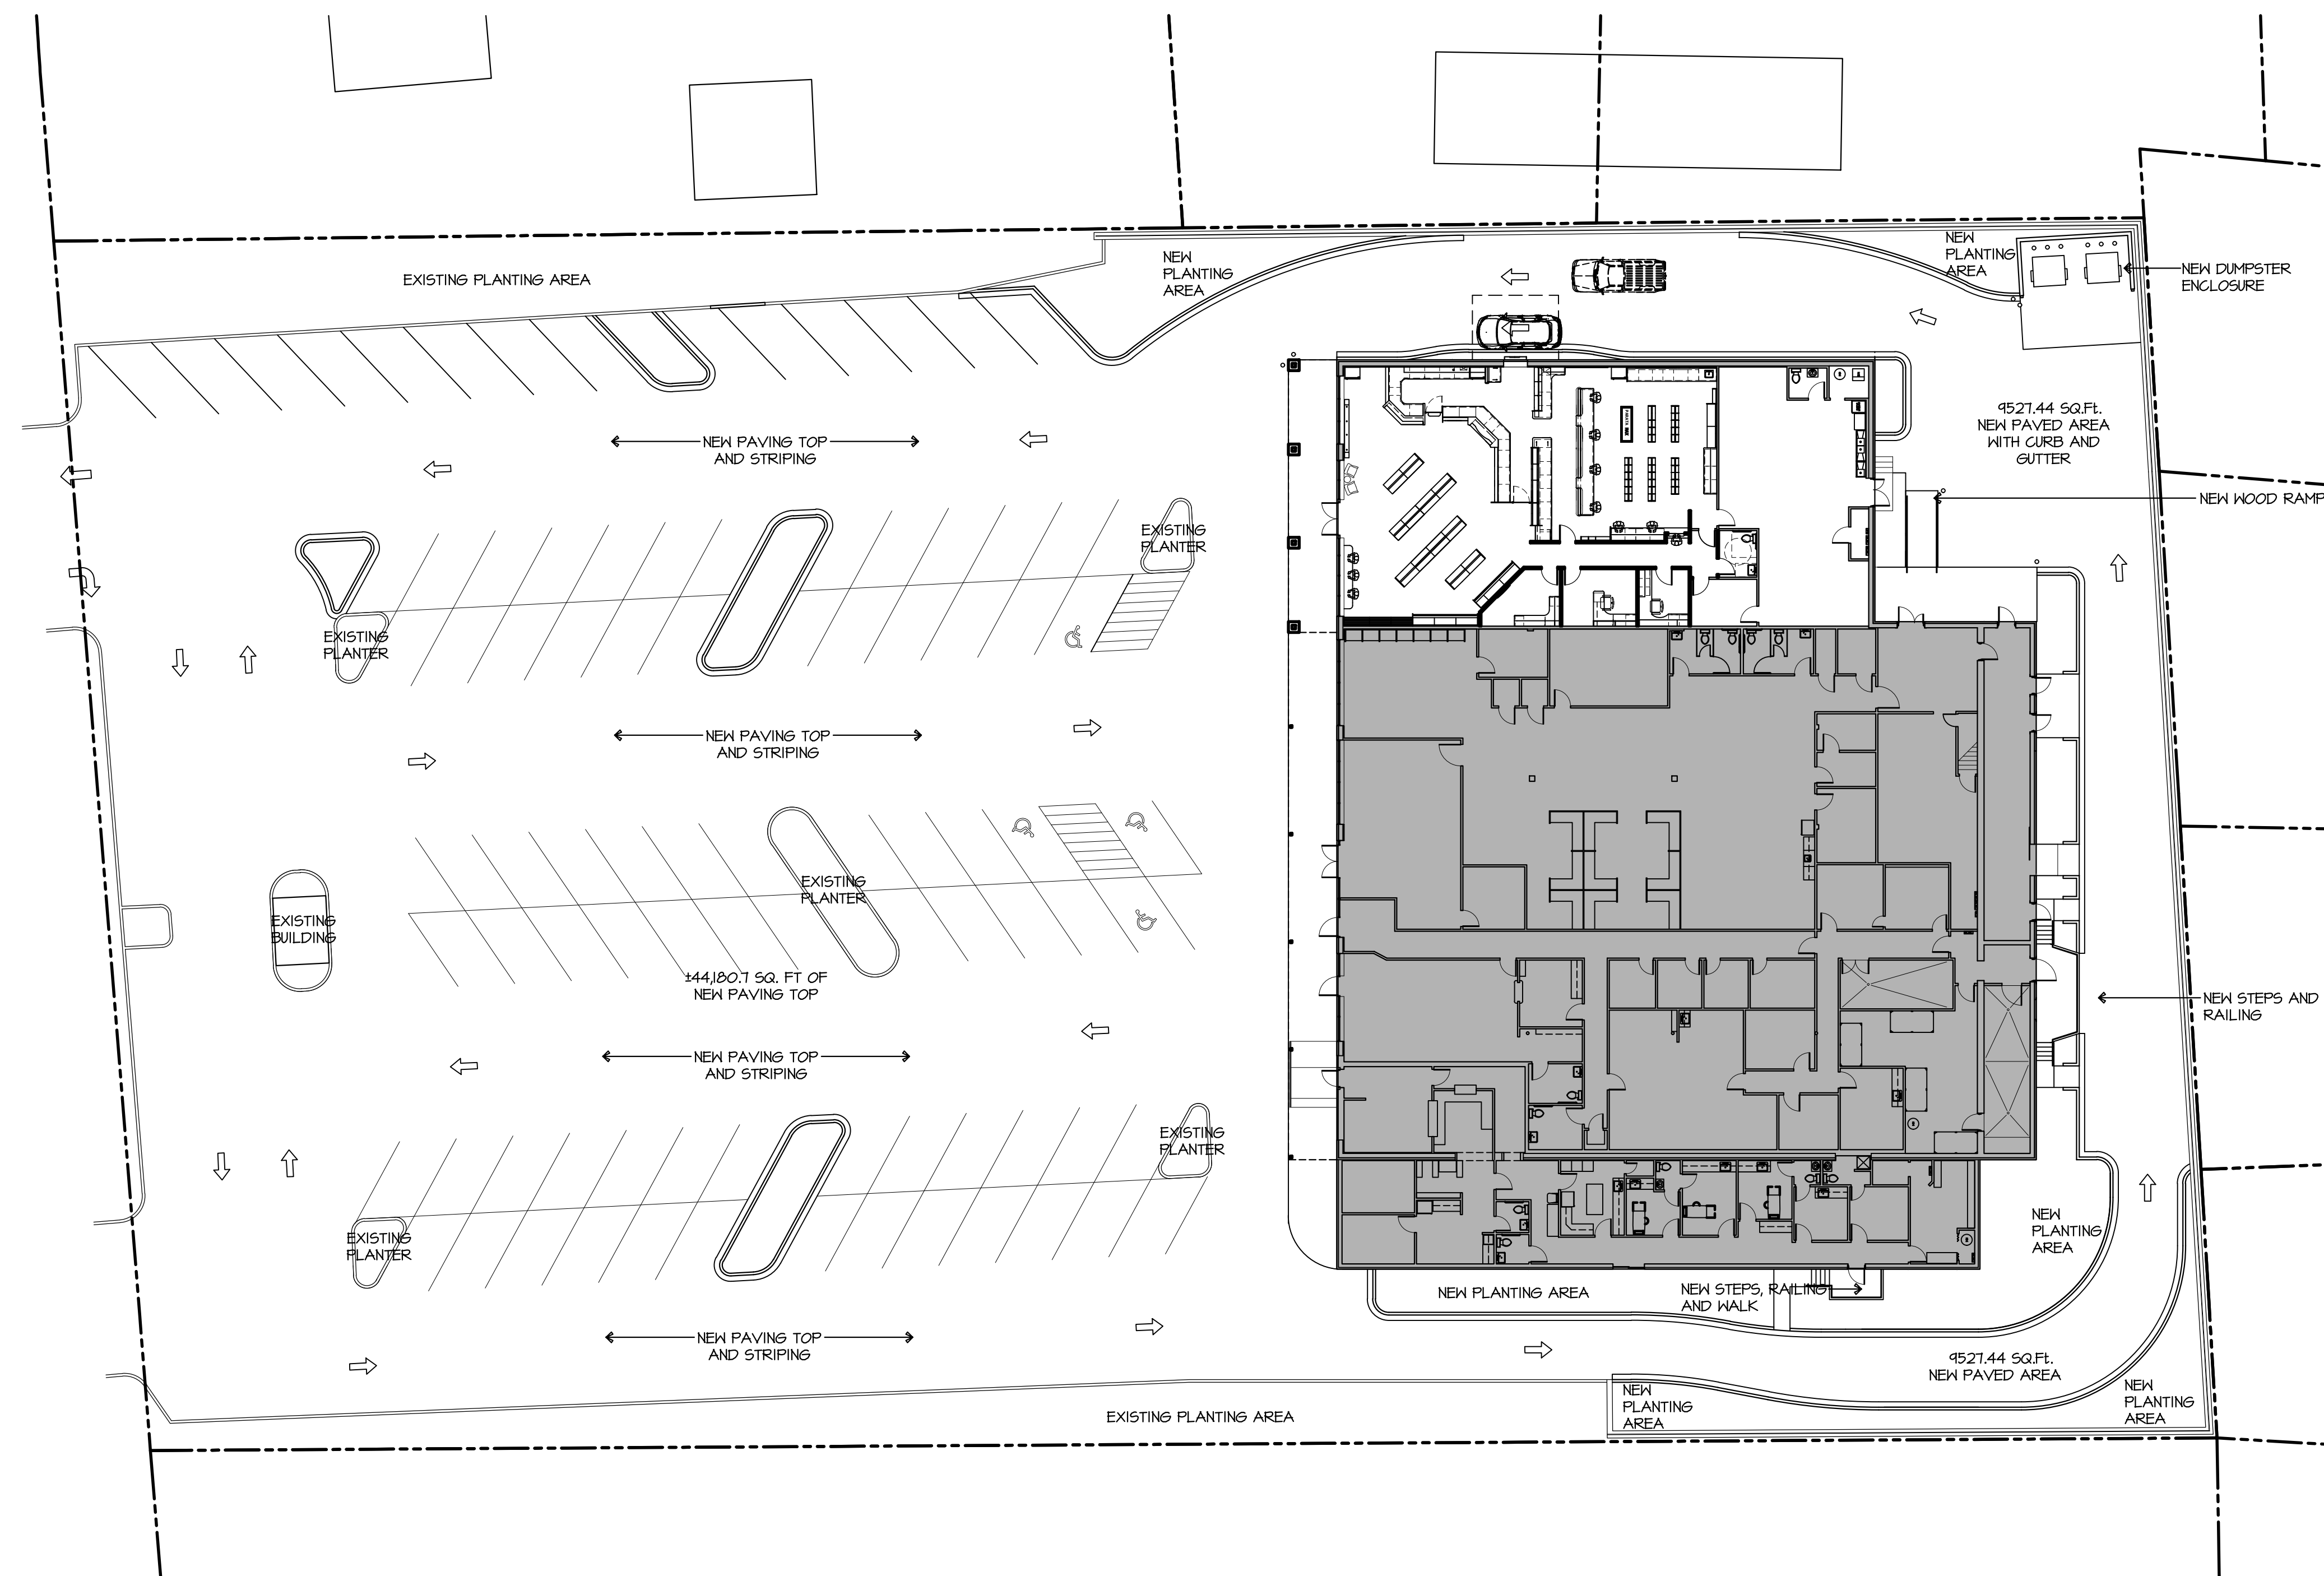 EXISTING PLANTING AREA
NEW
PLANTING
AREA
NEW
PLANTING
AREA
NEW DUMPSTER
ENCLOSURE
9527.44 SQ.Ft.
NEW PAVED AREA
WITH CURB AND
GUTTER
NEW PAVING TOP
AND STRIPING
NEW WOOD RAMP
EXISTING
PLANTER
EXISTING
PLANTER
NEW PAVING TOP
AND STRIPING
EXISTING
PLANTER
EXISTING
BUILDING
±44,180.7 SQ. FT OF
NEW PAVING TOP
NEW STEPS AND
RAILING
NEW PAVING TOP
AND STRIPING
EXISTING
PLANTER
EXISTING
PLANTER
NEW
PLANTING
AREA
NEW PLANTING AREA
NEW STEPS, RAILING
AND WALK
NEW PAVING TOP
AND STRIPING
9527.44 SQ.Ft.
NEW PAVED AREA
NEW
PLANTING
AREA
NEW
PLANTING
AREA
EXISTING PLANTING AREA